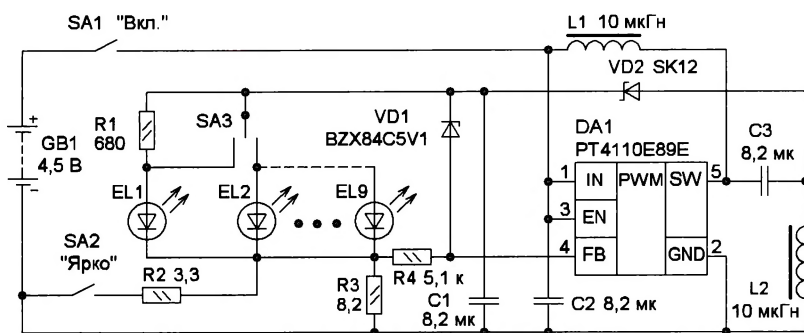 SA1 "Вкл."
L1 10 мкГн
VD2 SK12
R1
680
SA3
VD1
BZX84C5V1
DA1
PT4110E89E
C3
8,2 мк
+
GB1
4,5 В
−
EL1
EL2
EL9
1 IN PWM SW 5
3 EN
4 FB GND 2
SA2
"Ярко"
R2 3,3
R3
8,2
R4 5,1 к
C1
8,2 мк
C2 8,2 мк
L2
10 мкГн